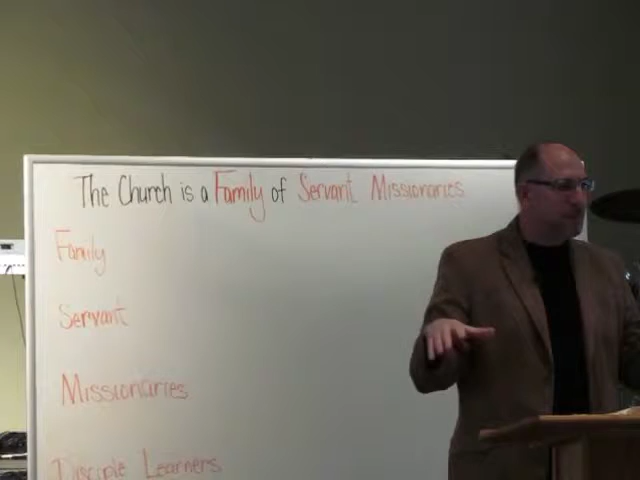 The Church is a Family of Servant Missionaries
Family
Servant
Missionaries
Disciple Learners